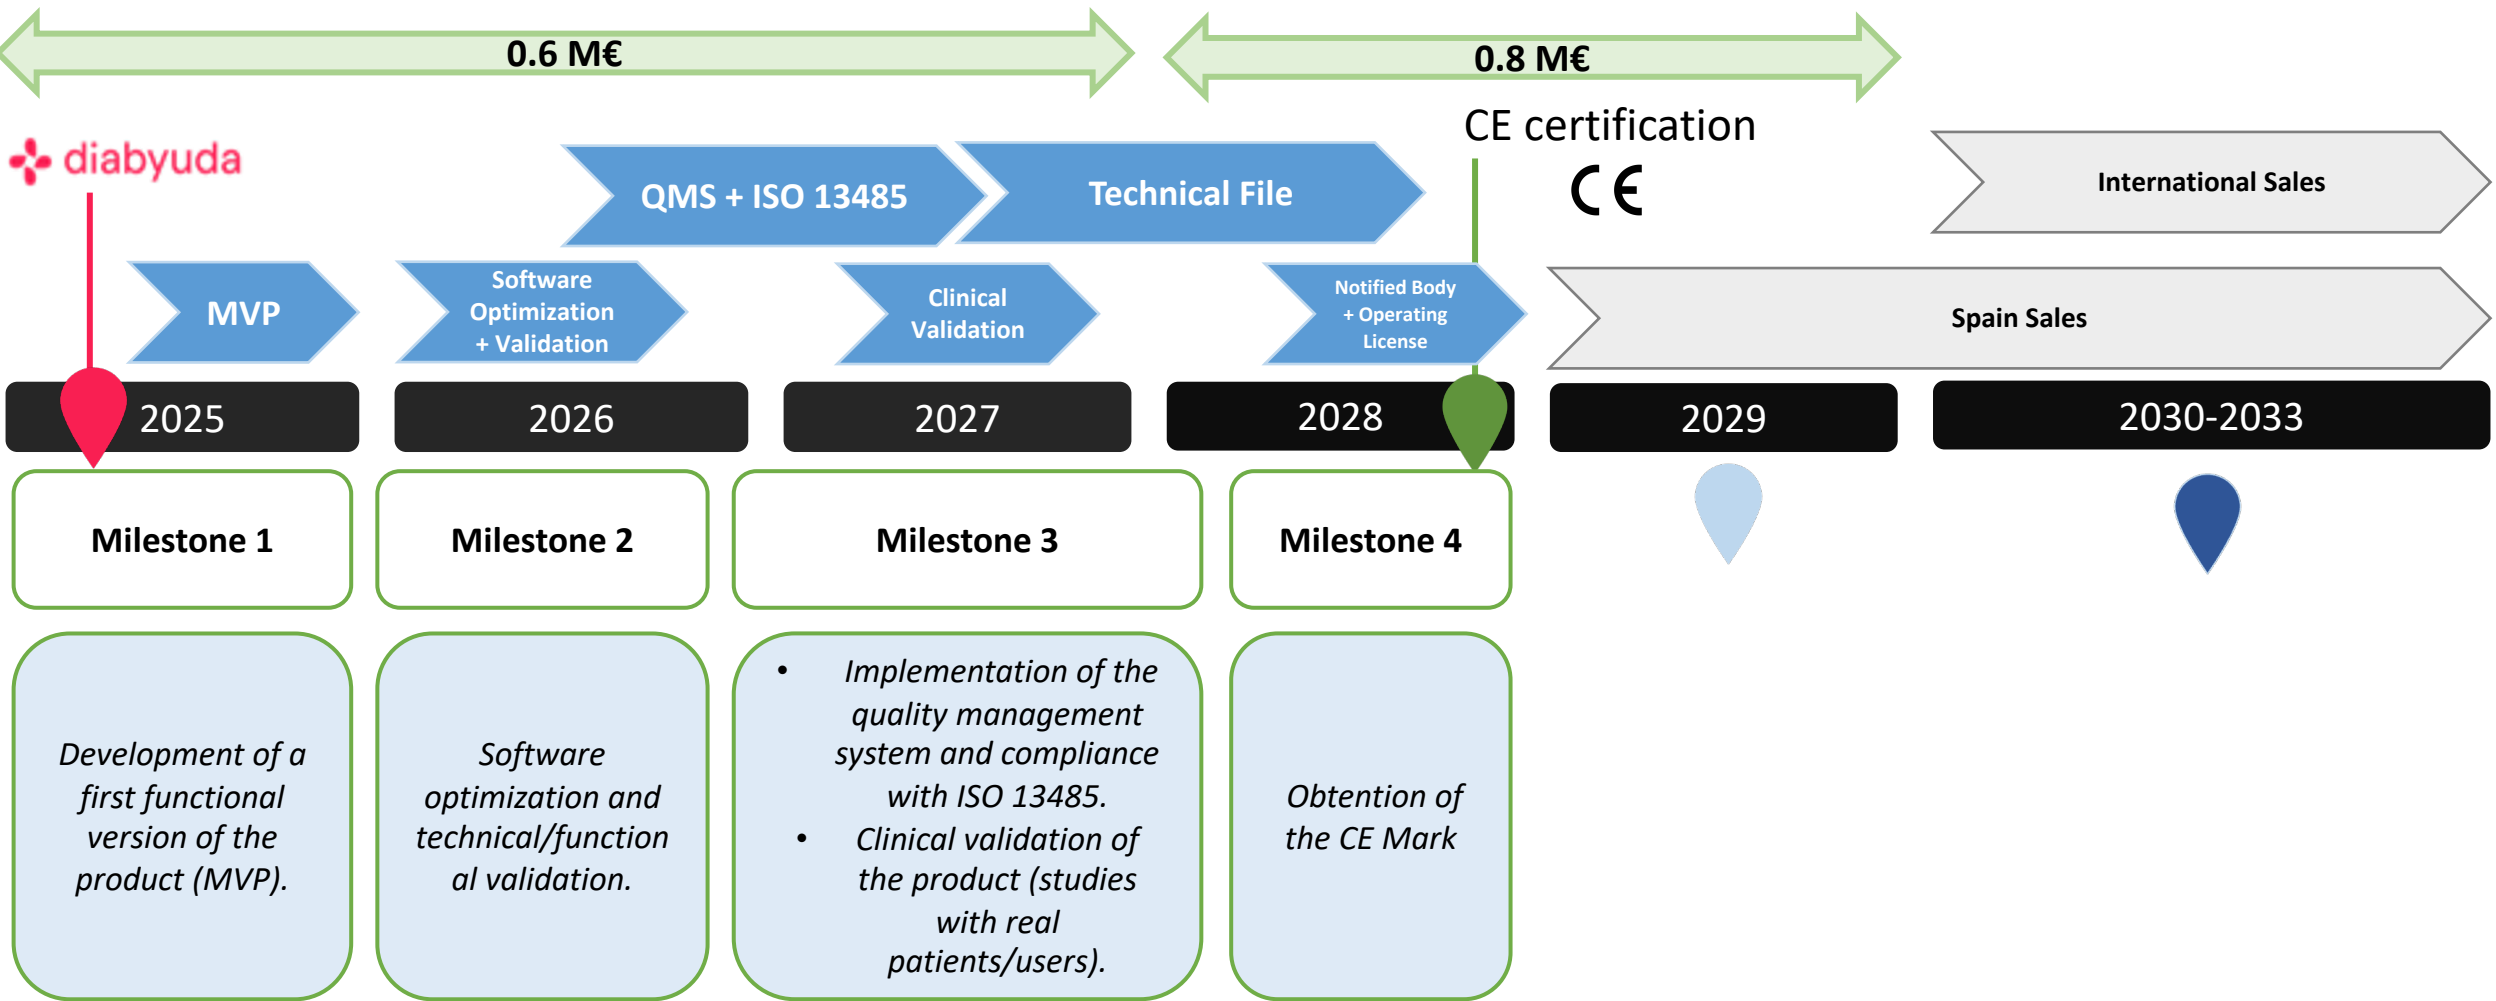 0.6 M€
0.8 M€
CE certification
CE
diabyuda
QMS + ISO 13485
Technical File
International Sales
MVP
Software
Optimization
+ Validation
Clinical
Validation
Notified Body
+ Operating
License
Spain Sales
2025
2026
2027
2028
2029
2030-2033
Milestone 1
Milestone 2
Milestone 3
Milestone 4
Development of a
first functional
version of the
product (MVP).
Software
optimization and
technical/function
al validation.
• Implementation of the
quality management
system and compliance
with ISO 13485.
• Clinical validation of
the product (studies
with real
patients/users).
Obtention of
the CE Mark